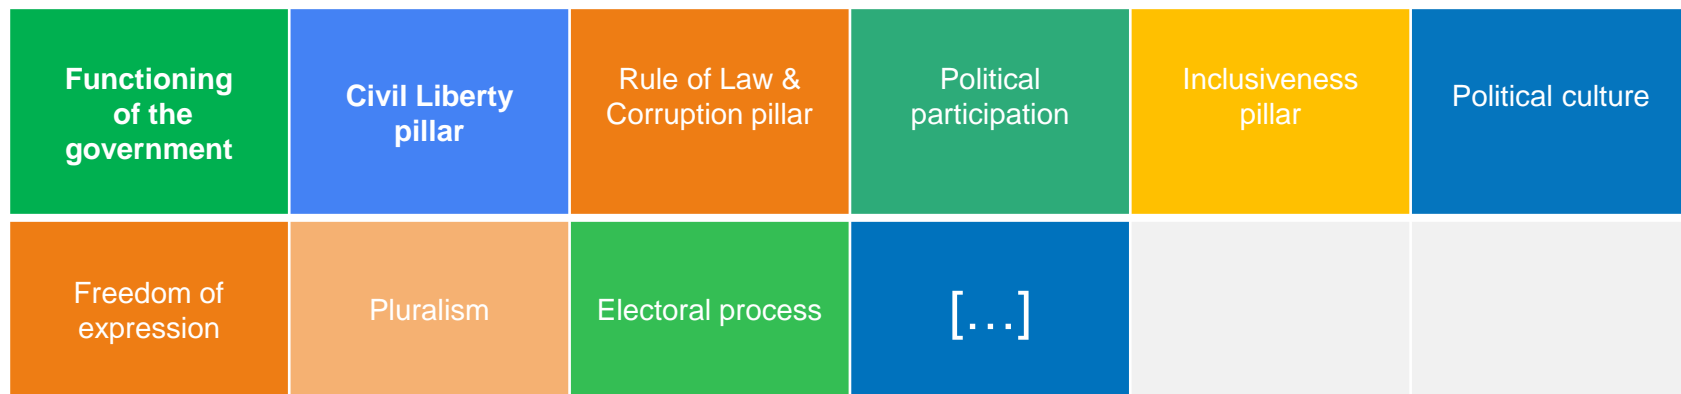 Functioning
of the
government
Civil Liberty
pillar
Rule of Law &
Corruption pillar
Political
participation
Inclusiveness
pillar
Political culture
Freedom of
expression
Pluralism
Electoral process
[…]